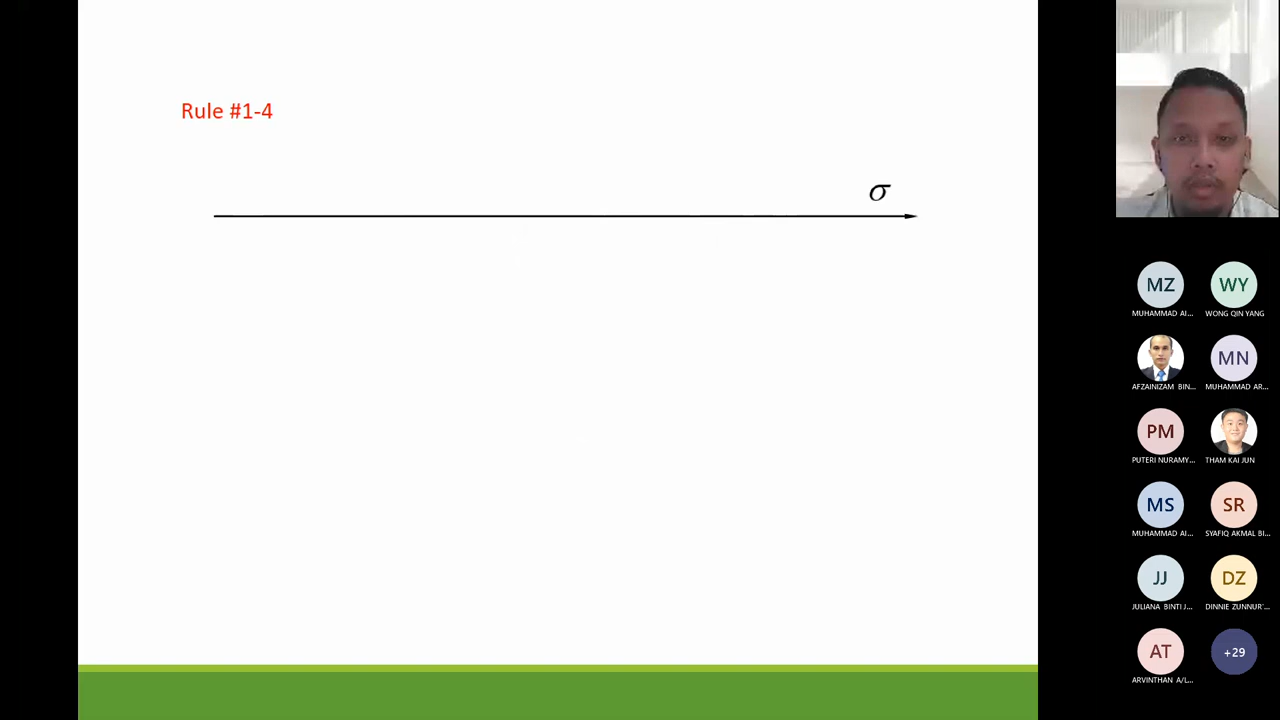 Rule #1-4
σ
MZ
MUHAMMAD AI...
WY
WONG QIN YANG
AFZAINIZAM BIN...
MN
MUHAMMAD AR...
PM
PUTERI NURAMY...
THAM KAI JUN
MS
MUHAMMAD AI...
SR
SYAFIQ AKMAL BI...
JJ
JULIANA BINTI J...
DZ
DINNIE ZUNNUR'...
AT
ARVINTHAN A/L...
+29